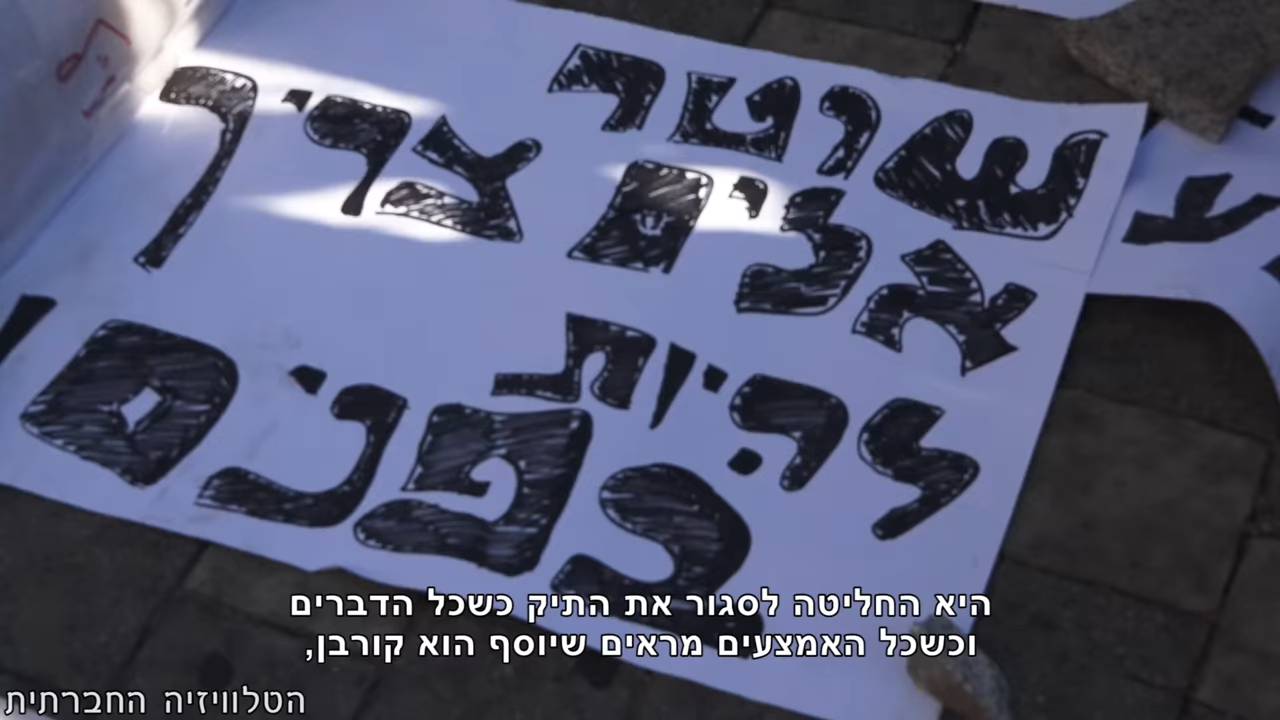 שוטר
אלים צריך
להיות
בפנים!
היא החליטה לסגור את התיק כשכל הדברים
וכשכל האמצעים מראים שיוסף הוא קורבן,
הטלוויזיה החברתית